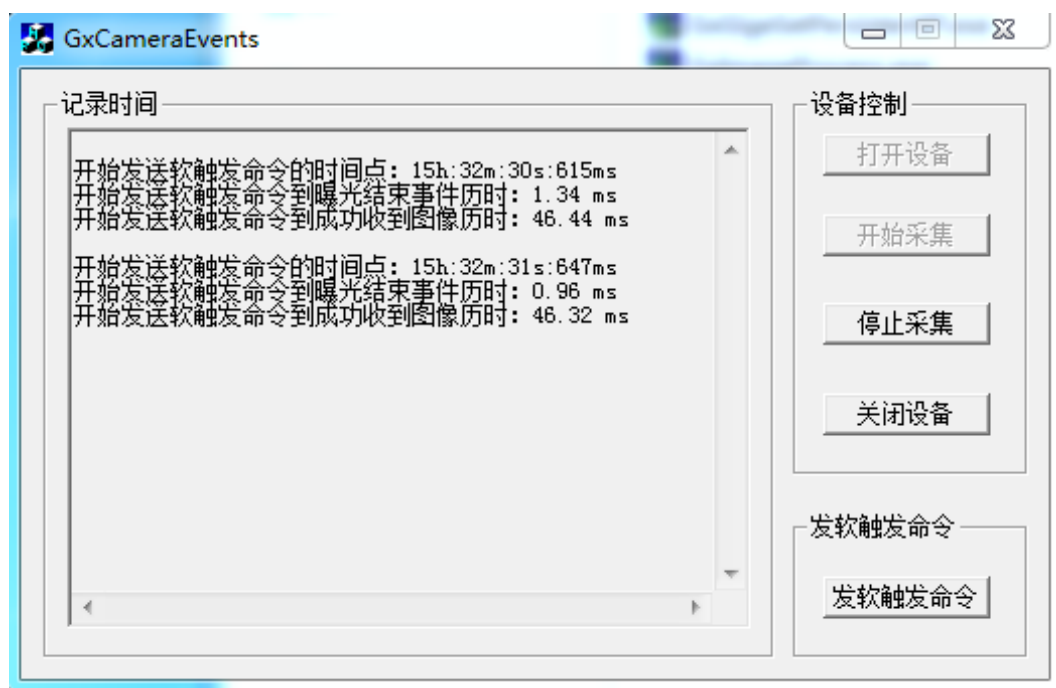 GxCameraEvents
记录时间
开始发送软触发命令的时间点: 15h:32m:30s:615ms
开始发送软触发命令到曝光结束事件历时: 1.34 ms
开始发送软触发命令到成功收到图像历时: 46.44 ms
开始发送软触发命令的时间点: 15h:32m:31s:647ms
开始发送软触发命令到曝光结束事件历时: 0.96 ms
开始发送软触发命令到成功收到图像历时: 46.32 ms
设备控制
打开设备
开始采集
停止采集
关闭设备
发软触发命令
发软触发命令